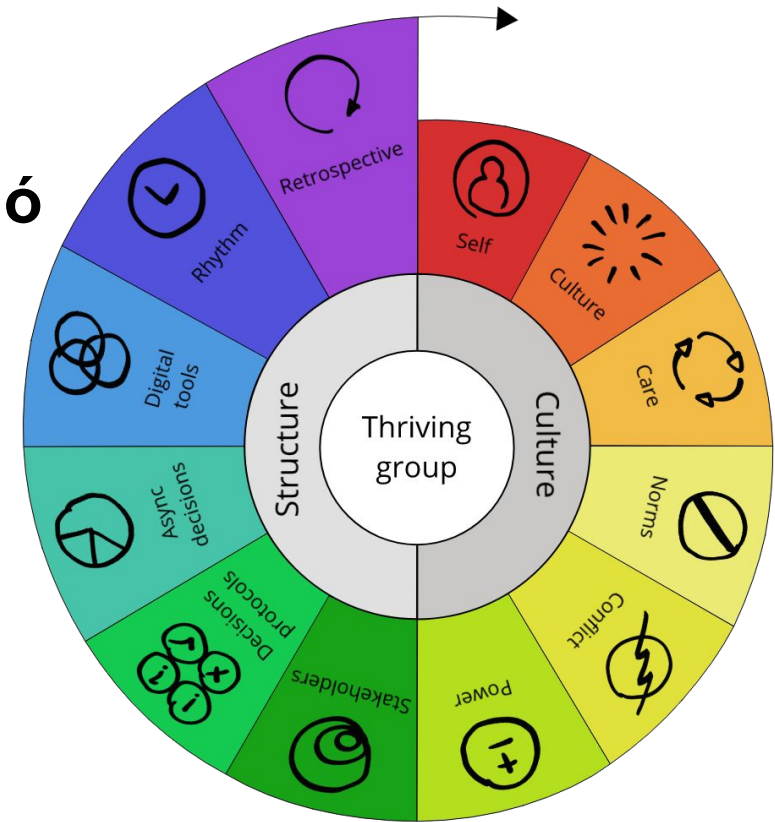 ó
Retrospective
Self
Culture
Care
Norms
Conflict
Power
Stakeholders
Decisions
protocols
Async
decisions
Digital
tools
Rhythm
Structure
Culture
Thriving
group